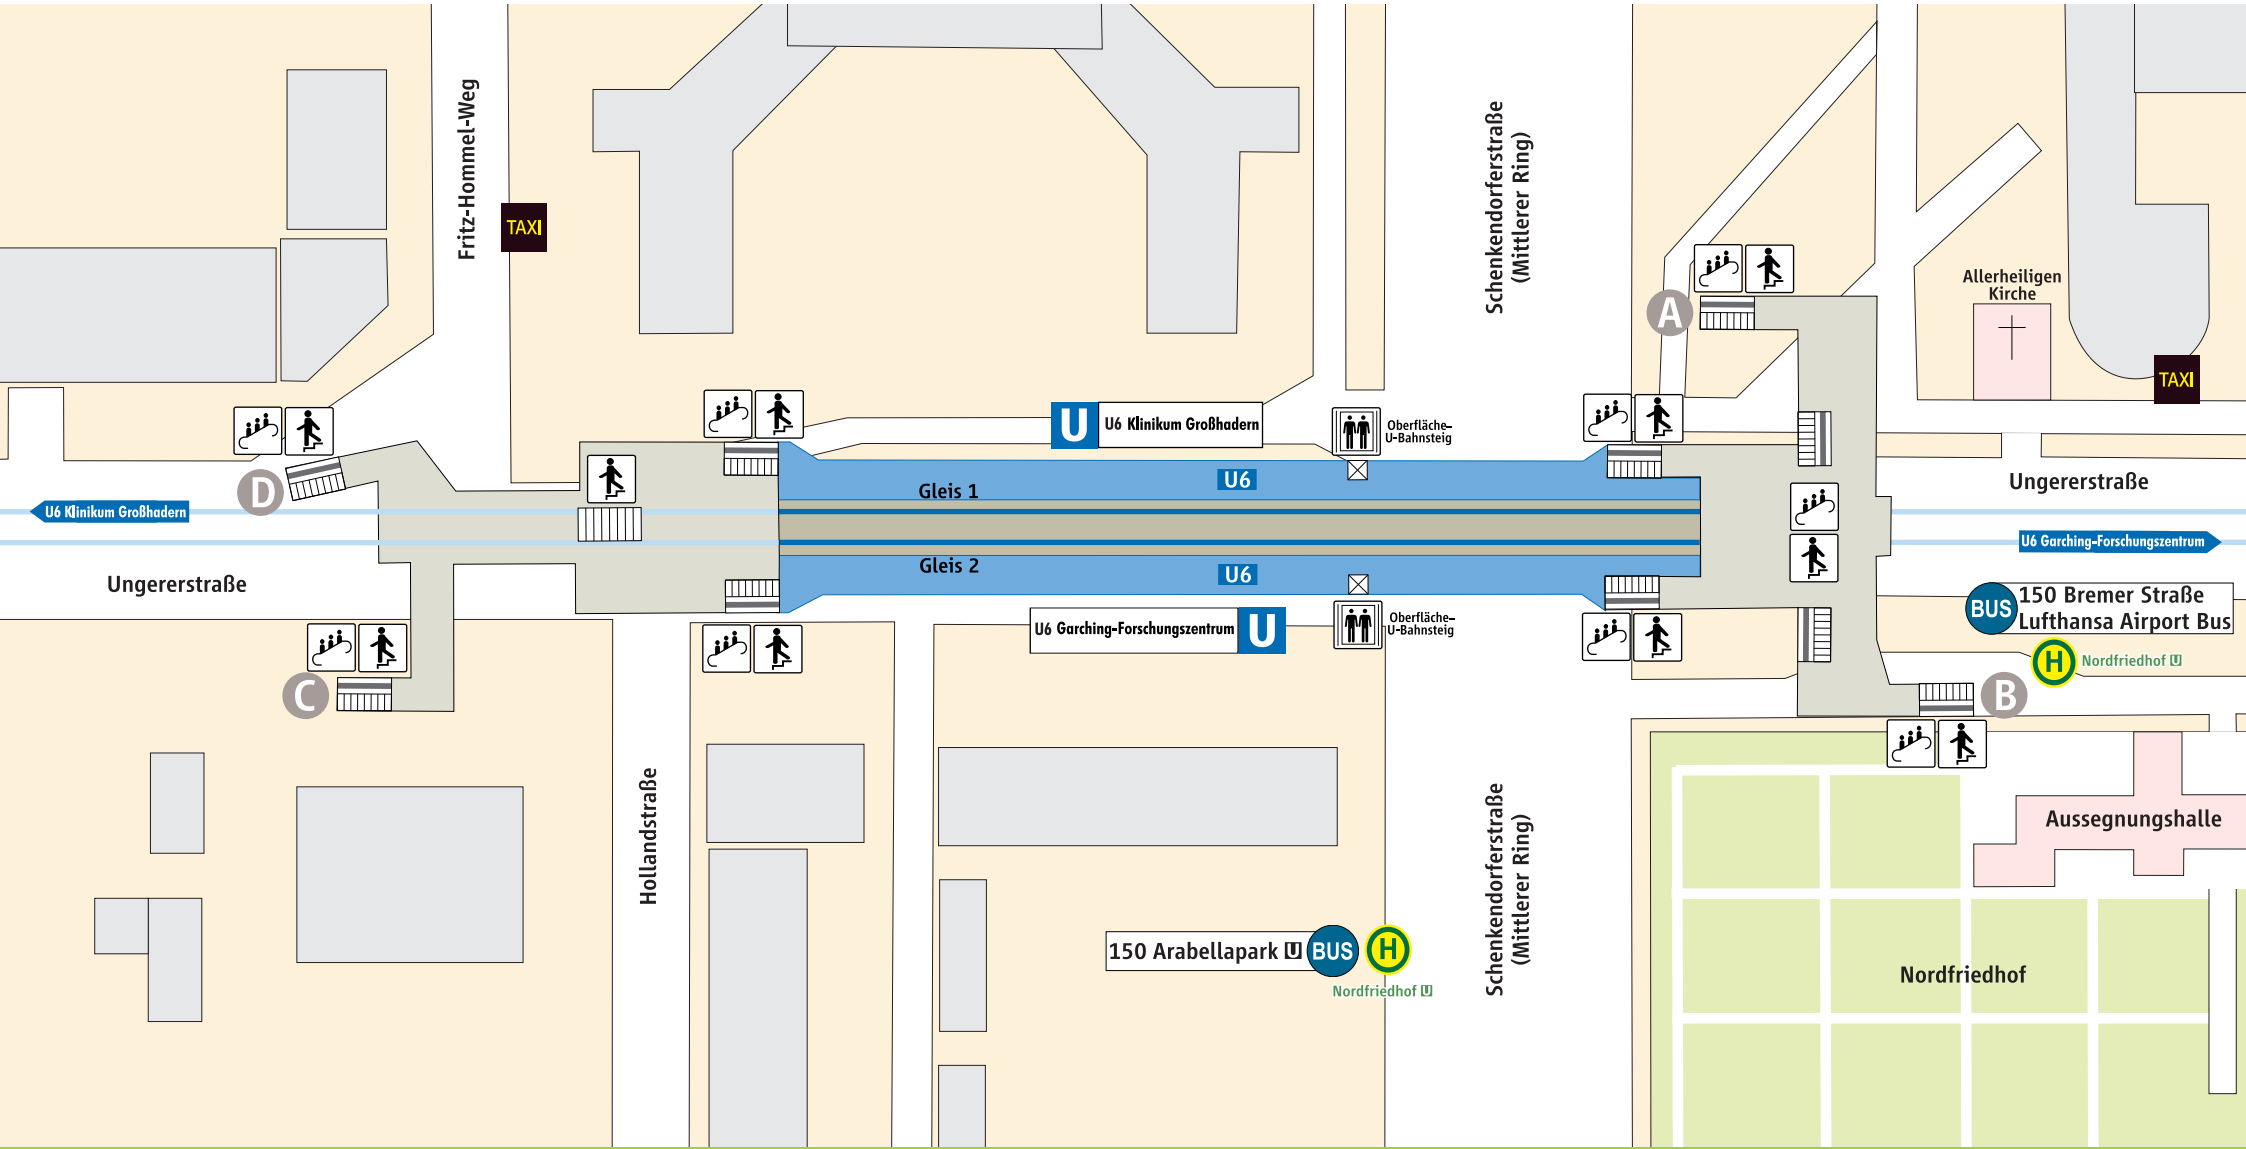 Fritz-Hommel-Weg
TAXI
Schenkendorferstraße
(Mittlerer Ring)
A
Allerheiligen
Kirche
TAXI
U
U6 Klinikum Großhadern
Oberfläche-
U-Bahnsteig
D
U6 Klinikum Großhadern
Gleis 1
U6
Ungererstraße
U6 Garching-Forschungszentrum
Ungererstraße
Gleis 2
U6
BUS
150 Bremer Straße
Lufthansa Airport Bus
U6 Garching-Forschungszentrum
U
Oberfläche-
U-Bahnsteig
H
Nordfriedhof U
C
B
Hollandstraße
Schenkendorferstraße
(Mittlerer Ring)
Aussegnungshalle
150 Arabellapark U
BUS
H
Nordfriedhof U
Nordfriedhof